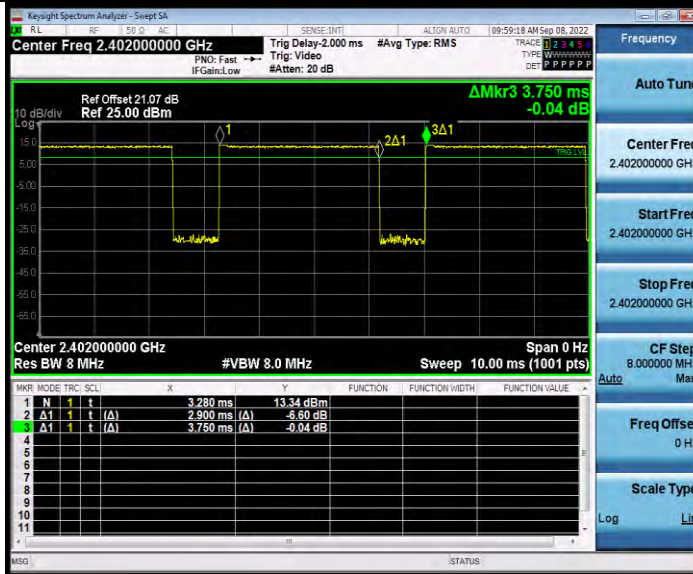 Keysight Spectrum Analyzer - Swept SA
RL RF 50 Ω AC SENSE:INT ALIGN AUTO 09:59:18 AM Sep 08, 2022
Center Freq 2.402000000 GHz
PNO: Fast
IFGain:Low
Trig Delay-2.000 ms
Trig: Video
#Atten: 20 dB
#Avg Type: RMS
TRACE 1 2 3 4 5 6
TYPE WWWWWW
DET P P P P P P
10 dB/div
Log
Ref Offset 21.07 dB
Ref 25.00 dBm
ΔMkr3 3.750 ms
-0.04 dB
15.0
5.00
-5.00
-15.0
-25.0
-35.0
-45.0
-55.0
-65.0
1
2Δ1
3Δ1
TRIG LVL
Center 2.402000000 GHz Span 0 Hz
Res BW 8 MHz #VBW 8.0 MHz Sweep 10.00 ms (1001 pts)
MKR MODE TRC SCL X Y FUNCTION FUNCTION WIDTH FUNCTION VALUE
1 N 1 t 3.280 ms 13.34 dBm
2 Δ1 1 t (Δ) 2.900 ms (Δ) -6.60 dB
3 Δ1 1 t (Δ) 3.750 ms (Δ) -0.04 dB
4
5
6
7
8
9
10
11
MSG STATUS
Frequency
Auto Tune
Center Freq
2.402000000 GH
Start Freq
2.402000000 GH
Stop Freq
2.402000000 GH
CF Step
8.000000 MH
Auto Ma
Freq Offse
0 H
Scale Type
Log Li